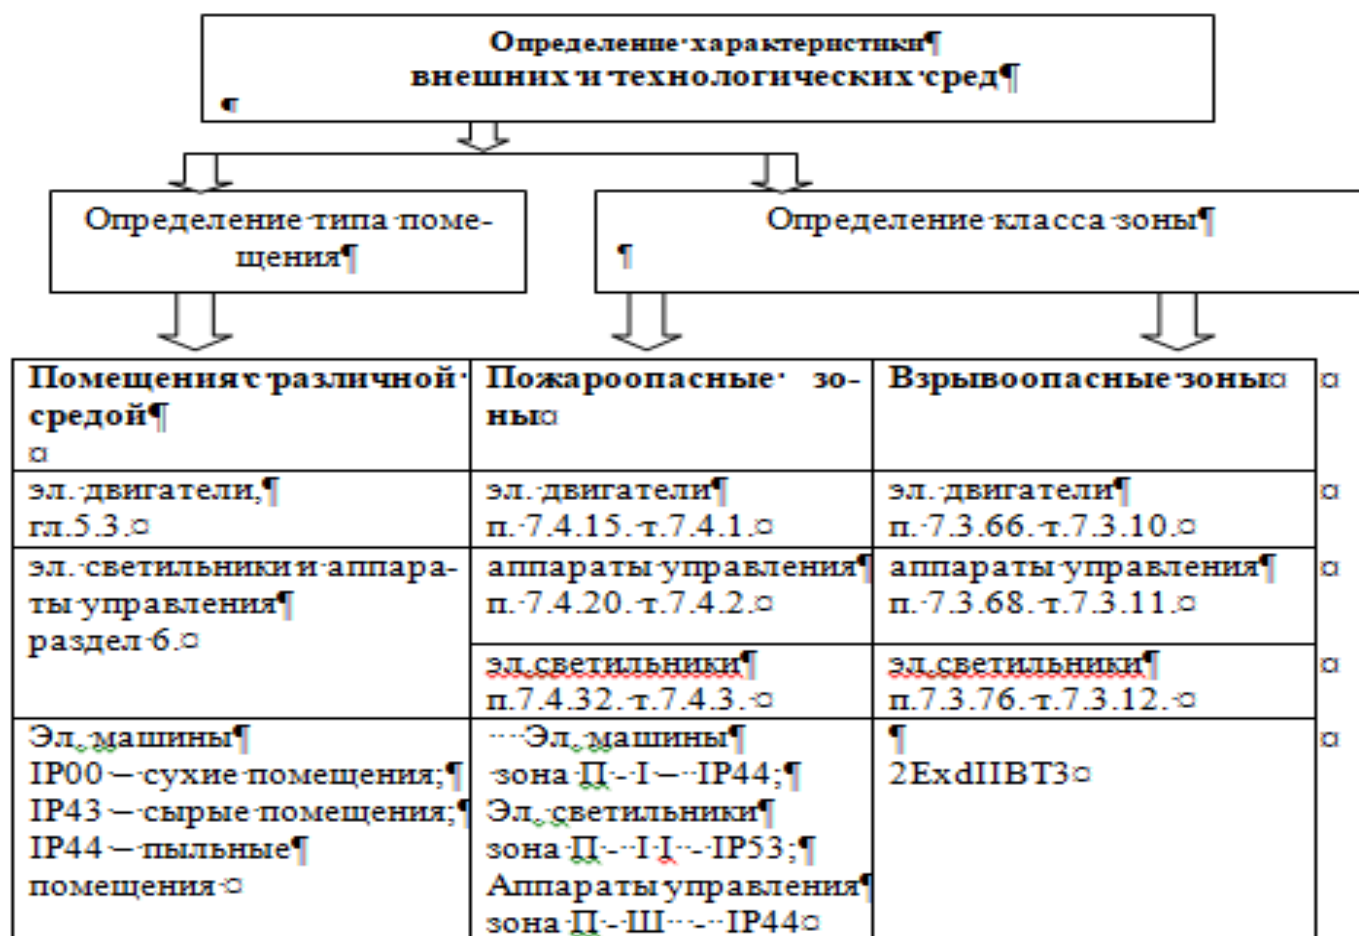 Определение характеристики
внешних и технологических сред
Определение типа поме-
щения
Определение класса зоны
Помещения с различной
средой
Пожароопасные зо-
ны
Взрывоопасные зоны
эл. двигатели,
гл.5.3.
эл. двигатели
п. 7.4.15. т.7.4.1.
эл. двигатели
п. 7.3.66. т.7.3.10.
эл. светильники и аппара-
ты управления
раздел 6.
аппараты управления
п. 7.4.20. т.7.4.2.
аппараты управления
п. 7.3.68. т.7.3.11.
эл.светильники
п.7.4.32. т.7.4.3.
эл.светильники
п.7.3.76 т.7.3.12.
Эл. машины
IP00 – сухие помещения;
IP43 – сырые помещения;
IP44 – пыльные
помещения
Эл. машины
зона П - I – IP44;
Эл. светильники
зона П - I I - IP53;
Аппараты управления
зона П - Ш - IP44
2ExdIIBT3